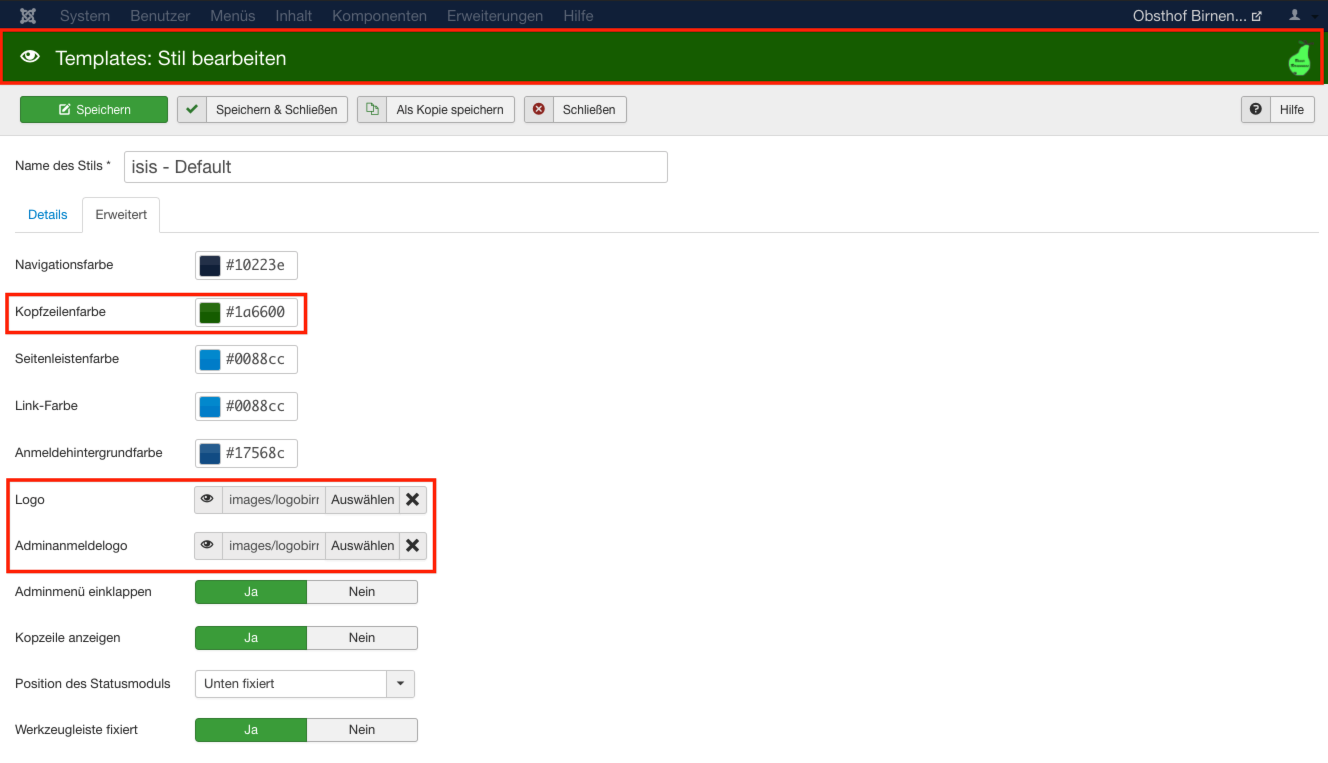 System Benutzer Menüs Inhalt Komponenten Erweiterungen Hilfe Obsthof Birnen...
Templates: Stil bearbeiten
Speichern Speichern & Schließen Als Kopie speichern Schließen Hilfe
Name des Stils * isis - Default
Details Erweitert
Navigationsfarbe #10223e
Kopfzeilenfarbe #1a6600
Seitenleistenfarbe #0088cc
Link-Farbe #0088cc
Anmeldehintergrundfarbe #17568c
Logo images/logobirn Auswählen
Adminanmeldelogo images/logobirn Auswählen
Adminmenü einklappen Ja Nein
Kopzeile anzeigen Ja Nein
Position des Statusmoduls Unten fixiert
Werkzeugleiste fixiert Ja Nein